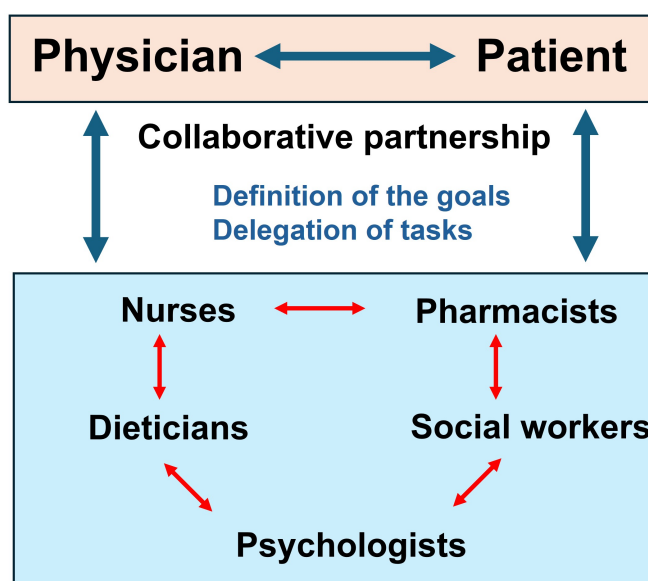 Physician Patient
Collaborative partnership
Definition of the goals
Delegation of tasks
Nurses Pharmacists
Dieticians Social workers
Psychologists